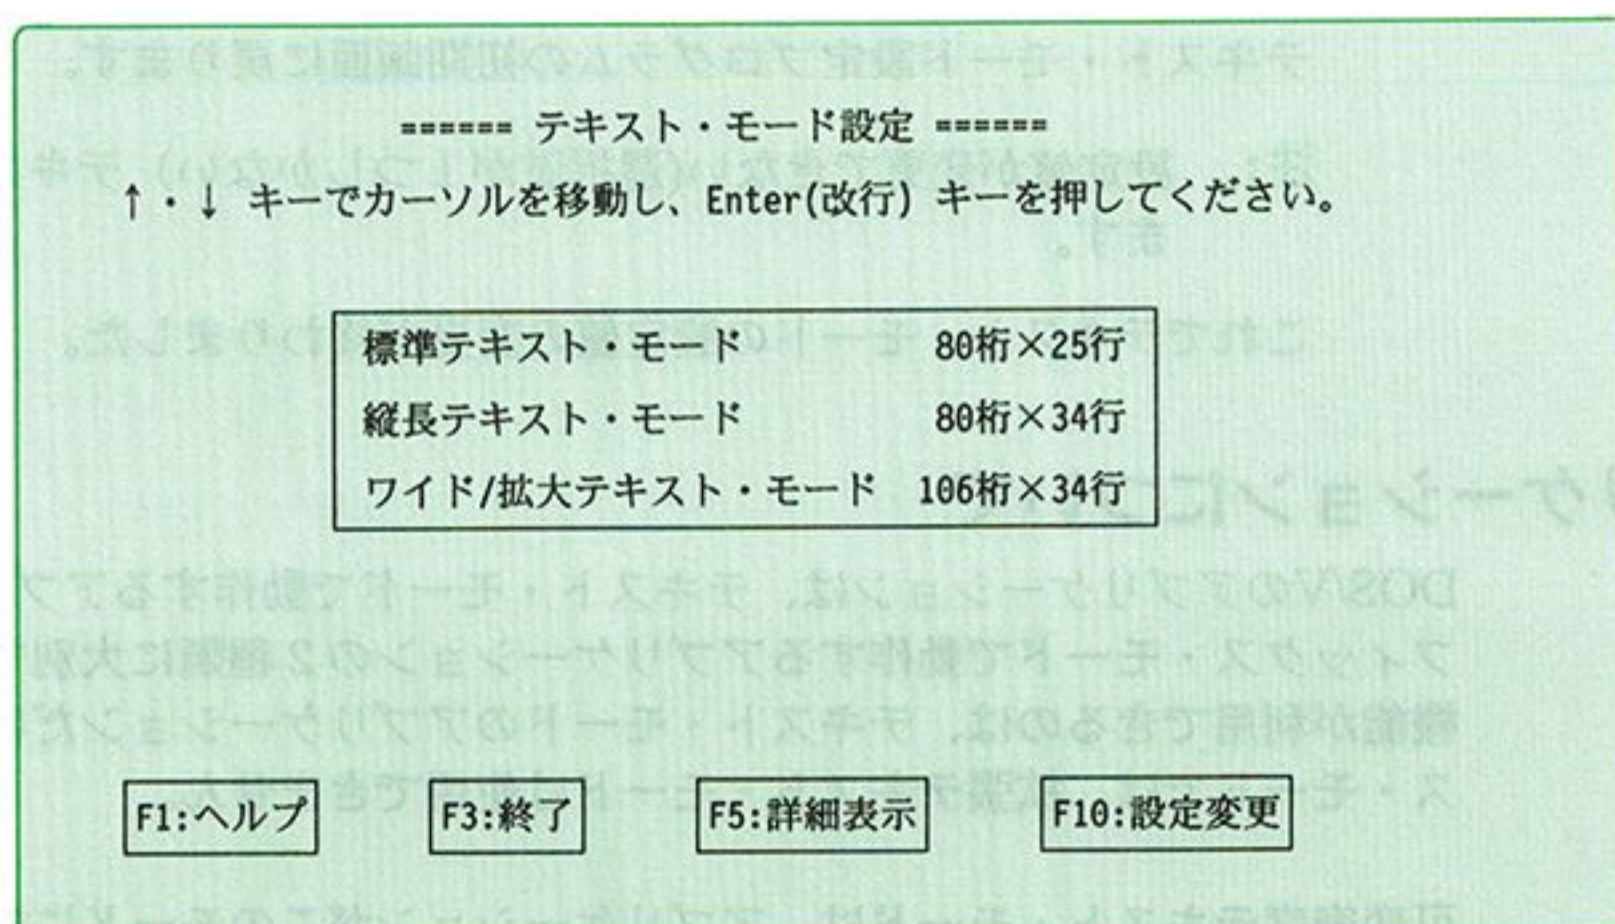 ====== テキスト・モード設定 ======
↑・↓ キーでカーソルを移動し、Enter(改行) キーを押してください。
標準テキスト・モード 80桁×25行
縦長テキスト・モード 80桁×34行
ワイド/拡大テキスト・モード 106桁×34行
F1:ヘルプ F3:終了 F5:詳細表示 F10:設定変更